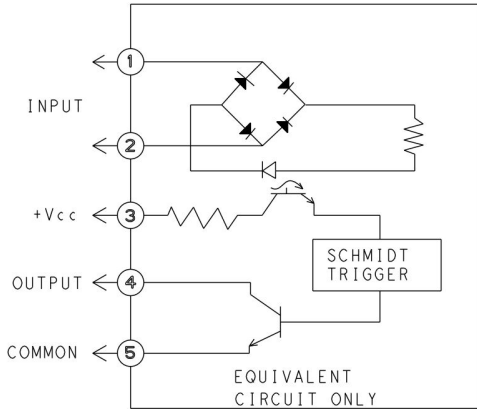 1
INPUT
2
+Vcc
3
SCHMIDT
TRIGGER
OUTPUT
4
COMMON
5
EQUIVALENT
CIRCUIT ONLY